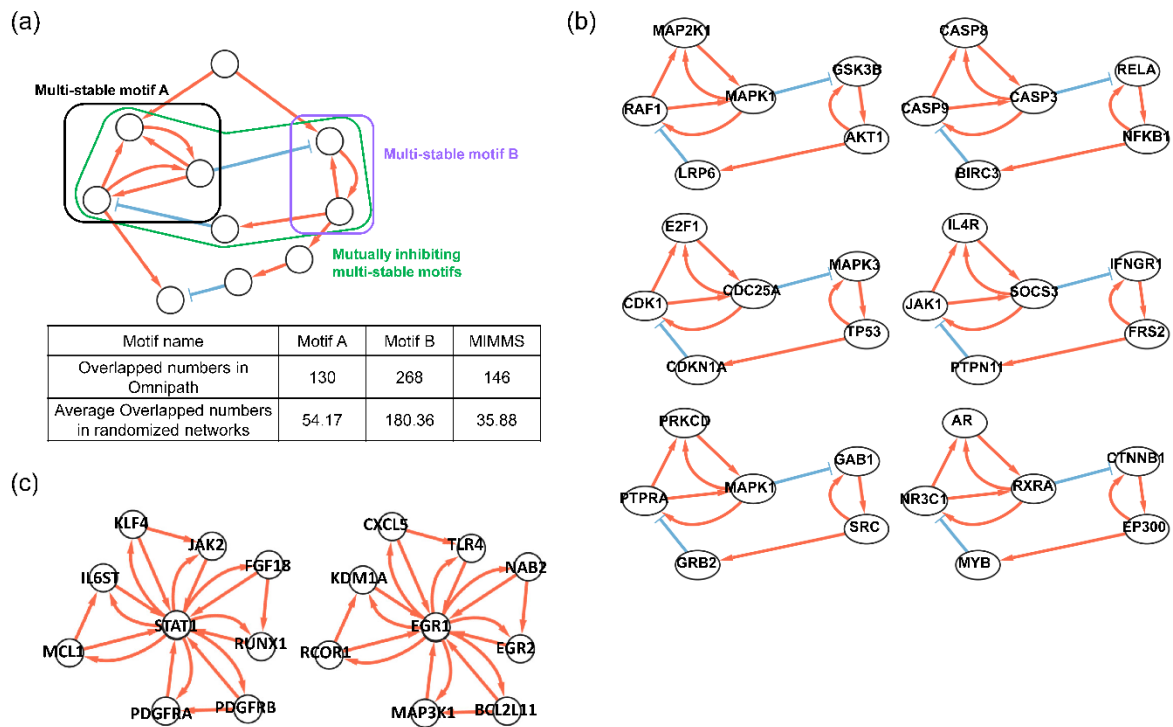 (a)
Multi-stable motif A
Multi-stable motif B
Mutually inhibiting
multi-stable motifs
Motif name Motif A Motif B MIMMS
Overlapped numbers in
Omnipath
130 268 146
Average Overlapped numbers
in randomized networks
54.17 180.36 35.88
(b)
MAP2K1
GSK3B
RAF1
MAPK1
AKT1
LRP6
CASP8
RELA
CASP9
CASP3
NFKB1
BIRC3
E2F1
MAPK3
CDK1
CDC25A
TP53
CDKN1A
IL4R
IFNGR1
JAK1
SOCS3
FRS2
PTPN11
PRKCD
GAB1
PTPRA
MAPK1
SRC
GRB2
AR
CTNNB1
NR3C1
RXRA
EP300
MYB
(c)
KLF4
JAK2
IL6ST
FGF18
STAT1
MCL1
RUNX1
PDGFRA
PDGFRB
CXCL5
TLR4
KDM1A
NAB2
EGR1
RCOR1
EGR2
MAP3K1
BCL2L11